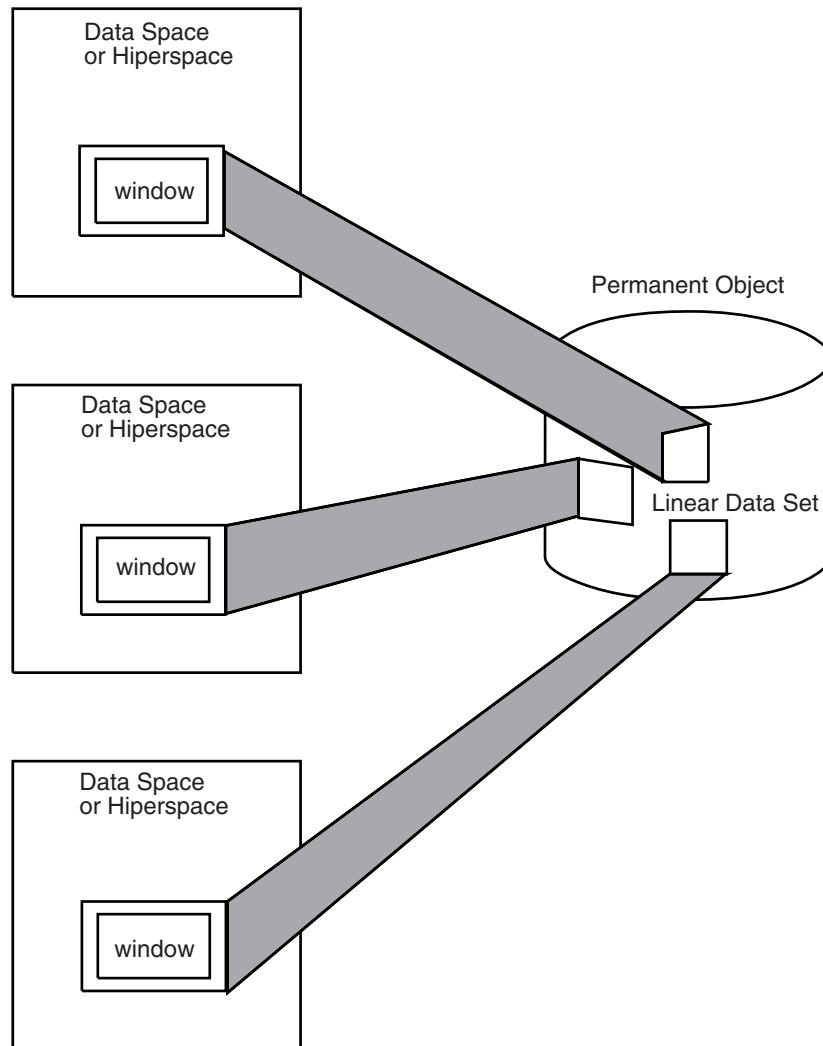 Data Space
or Hiperspace
window
Permanent Object
Data Space
or Hiperspace
Linear Data Set
window
Data Space
or Hiperspace
window